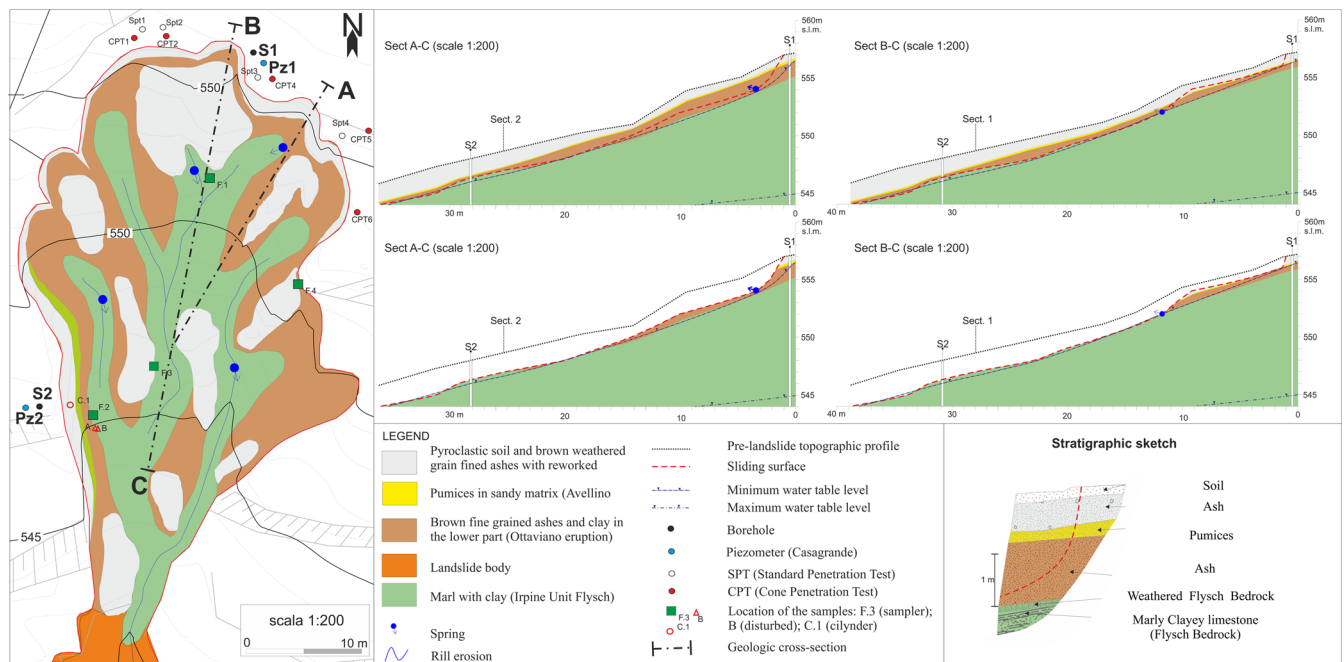 Spt1
Spt2
CPT1
CPT2
B
N
S1
Pz1
Spt3
CPT4
A
550
Spt4
CPT5
F.1
CPT6
550
F.4
F.3
S2
Pz2
C.1
F.2
A
B
C
545
scala 1:200
0
10 m
Sect A-C (scale 1:200)
560m
s.l.m.
S1
555
550
545
Sect. 2
S2
30 m
20
10
0
Sect B-C (scale 1:200)
560m
s.l.m.
S1
555
550
545
Sect. 1
S2
40 m
30
20
10
0
Sect A-C (scale 1:200)
560m
s.l.m.
S1
555
550
545
Sect. 2
S2
30 m
20
10
0
Sect B-C (scale 1:200)
560m
s.l.m.
S1
555
550
545
Sect. 1
S2
40 m
30
20
10
0
LEGEND
Pyroclastic soil and brown weathered
grain fined ashes with reworked
Pumices in sandy matrix (Avellino
Brown fine grained ashes and clay in
the lower part (Ottaviano eruption)
Landslide body
Marl with clay (Irpine Unit Flysch)
Spring
Rill erosion
Pre-landslide topographic profile
Sliding surface
Minimum water table level
Maximum water table level
Borehole
Piezometer (Casagrande)
SPT (Standard Penetration Test)
CPT (Cone Penetration Test)
F.3
B
C.1
Location of the samples: F.3 (sampler);
B (disturbed); C.1 (cilynder)
Geologic cross-section
Stratigraphic sketch
Soil
Ash
Pumices
1 m
Ash
Weathered Flysch Bedrock
Marly Clayey limestone
(Flysch Bedrock)